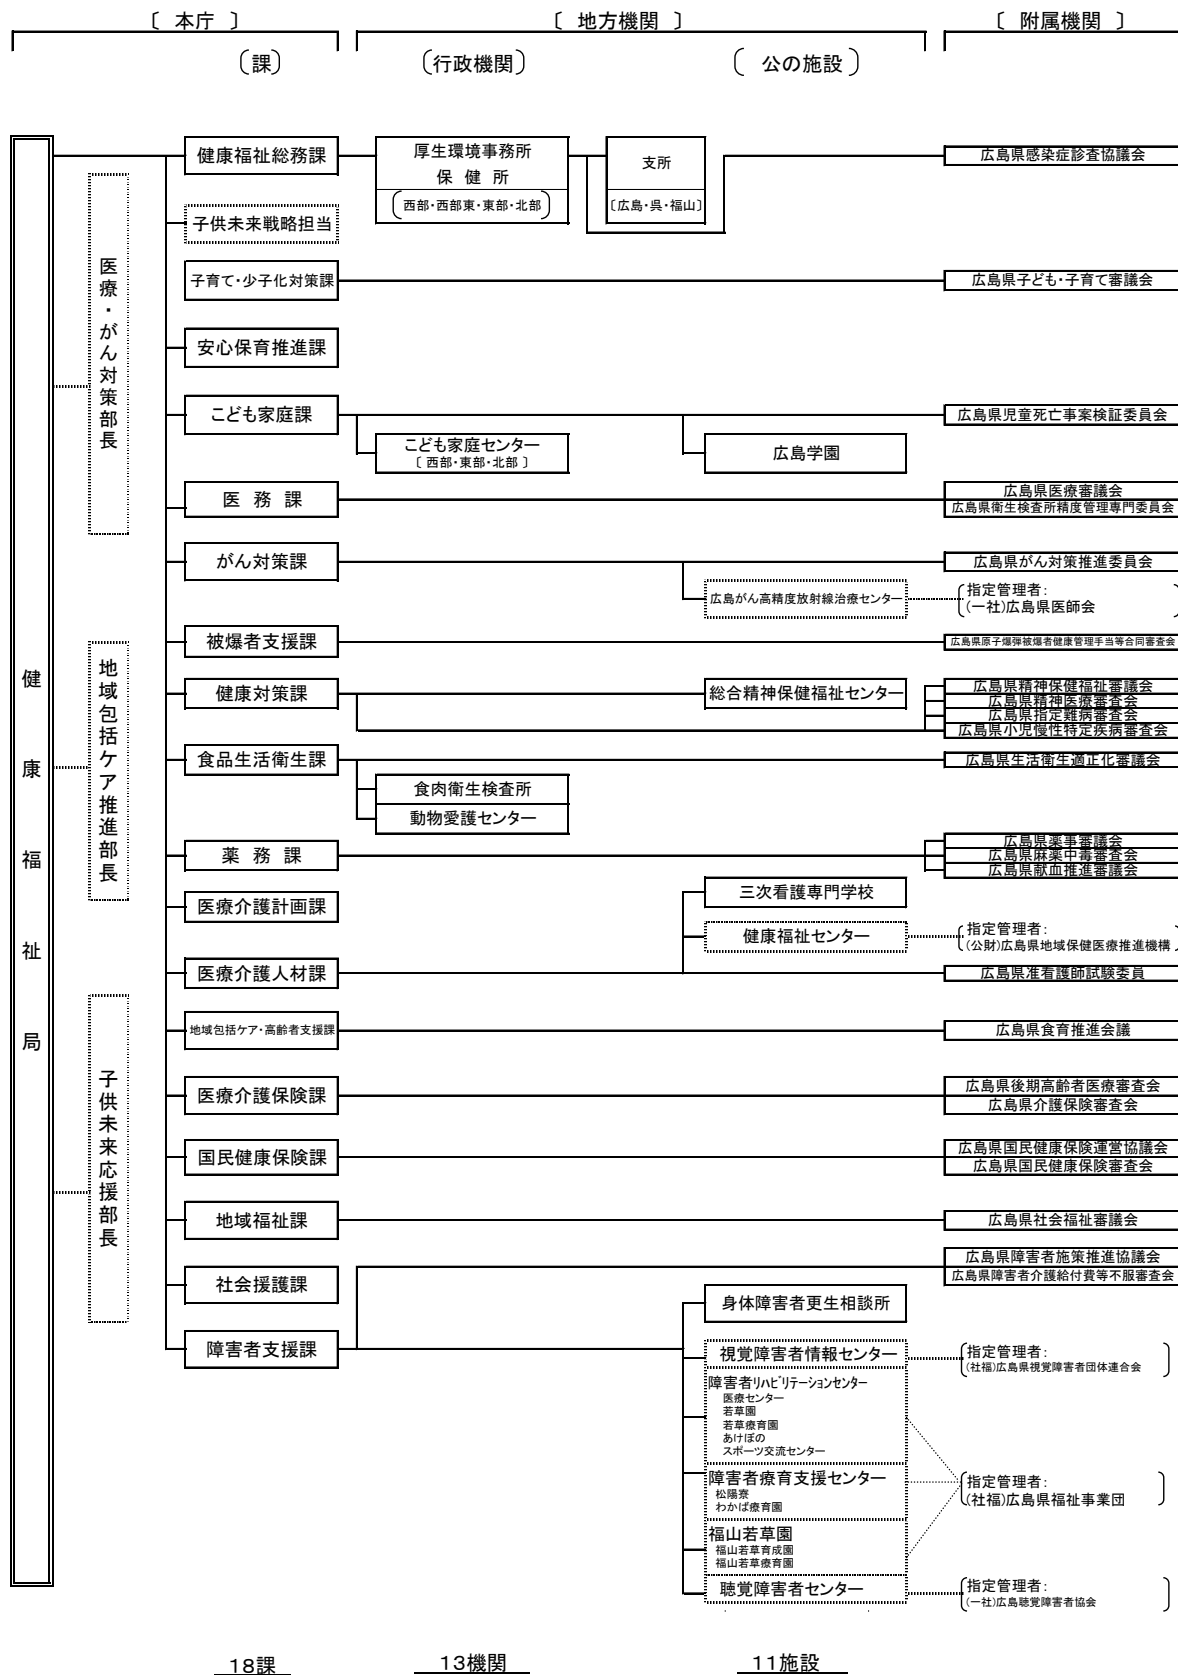 〔 本庁 〕
〔 地方機関 〕
〔 附属機関 〕
(課)
(行政機関)
( 公の施設 )
健康福祉局
医療・がん対策部長
地域包括ケア推進部長
子供未来応援部長
健康福祉総務課
厚生環境事務所
保 健 所
(西部・西部東・東部・北部)
支所
〔広島・呉・福山〕
広島県感染症診査協議会
子供未来戦略担当
子育て・少子化対策課
広島県子ども・子育て審議会
安心保育推進課
こども家庭課
広島県児童死亡事案検証委員会
こども家庭センター
〔 西部・東部・北部 〕
広島学園
医 務 課
広島県医療審議会
広島県衛生検査所精度管理専門委員会
がん対策課
広島県がん対策推進委員会
広島がん高精度放射線治療センター
指定管理者:
(一社)広島県医師会
被爆者支援課
広島県原子爆弾被爆者健康管理手当等合同審査会
健康対策課
総合精神保健福祉センター
広島県精神保健福祉審議会
広島県精神医療審査会
広島県指定難病審査会
広島県小児慢性特定疾病審査会
食品生活衛生課
広島県生活衛生適正化審議会
食肉衛生検査所
動物愛護センター
薬 務 課
広島県薬事審議会
広島県麻薬中毒審査会
広島県献血推進審議会
医療介護計画課
三次看護専門学校
健康福祉センター
指定管理者:
(公財)広島県地域保健医療推進機構
医療介護人材課
広島県准看護師試験委員
地域包括ケア・高齢者支援課
広島県食育推進会議
医療介護保険課
広島県後期高齢者医療審査会
広島県介護保険審査会
国民健康保険課
広島県国民健康保険運営協議会
広島県国民健康保険審査会
地域福祉課
広島県社会福祉審議会
社会援護課
広島県障害者施策推進協議会
広島県障害者介護給付費等不服審査会
障害者支援課
身体障害者更生相談所
視覚障害者情報センター
指定管理者:
(社福)広島県視覚障害者団体連合会
障害者ﾘﾊﾋﾞﾘテーションセンター
医療センター
若草園
若草療育園
あけぼの
スポーツ交流センター
障害者療育支援センター
松陽寮
わかば療育園
指定管理者:
(社福)広島県福祉事業団
福山若草園
福山若草育成園
福山若草療育園
聴覚障害者センター
指定管理者:
(一社)広島聴覚障害者協会
18課
13機関
11施設